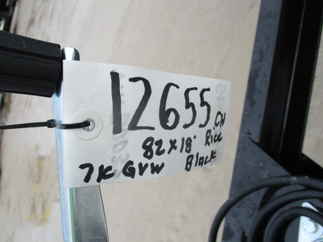 12655 CH
82x18' Rice
7K GVW Black